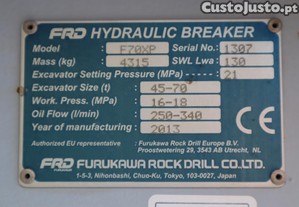 Custojusto.pt
FRD HYDRAULIC BREAKER
Model F70XP Serial No. 1307
Mass (kg) 4315 SWL Lwa 130
Excavator Setting Pressure (MPa) 21
Excavator Size (t) 45-70
Work. Press. (MPa) 16-18
Oil Flow (l/min) 250-340
Year of manufacturing 2013
Authorized EU representative : Furukawa Rock Drill Europe B.V.
Proostwetering 29, 3543 AB Utrecht, NL
FRD FURUKAWA ROCK DRILL CO.LTD.
1-5-3, Nihonbashi, Chuo-Ku, Tokyo, 103-0027, Japan